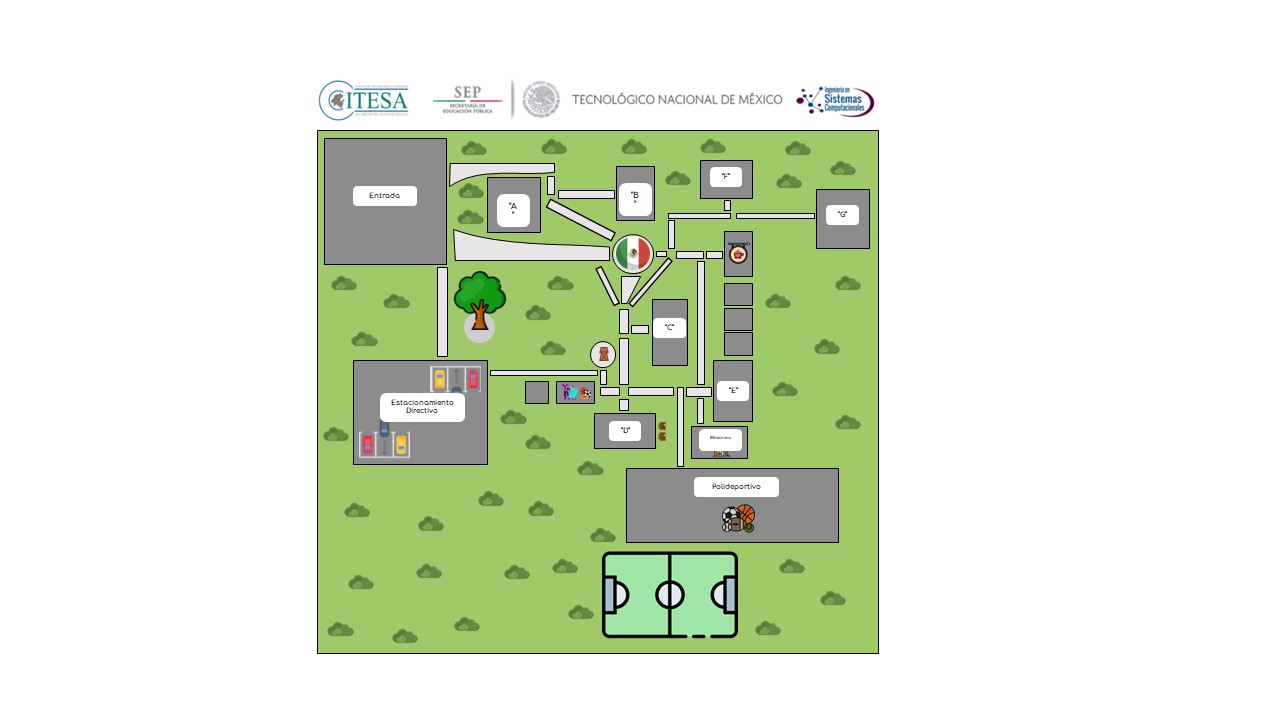 ITESA
SEP
SECRETARÍA DE
EDUCACIÓN PÚBLICA
TECNOLÓGICO NACIONAL DE MÉXICO
Ingeniería en
Sistemas
Computacionales
Entrada
"A
"
"B
"
"F"
"G"
"C"
Estacionamiento
Directivo
"E"
"D"
Biblioteca
Polideportivo